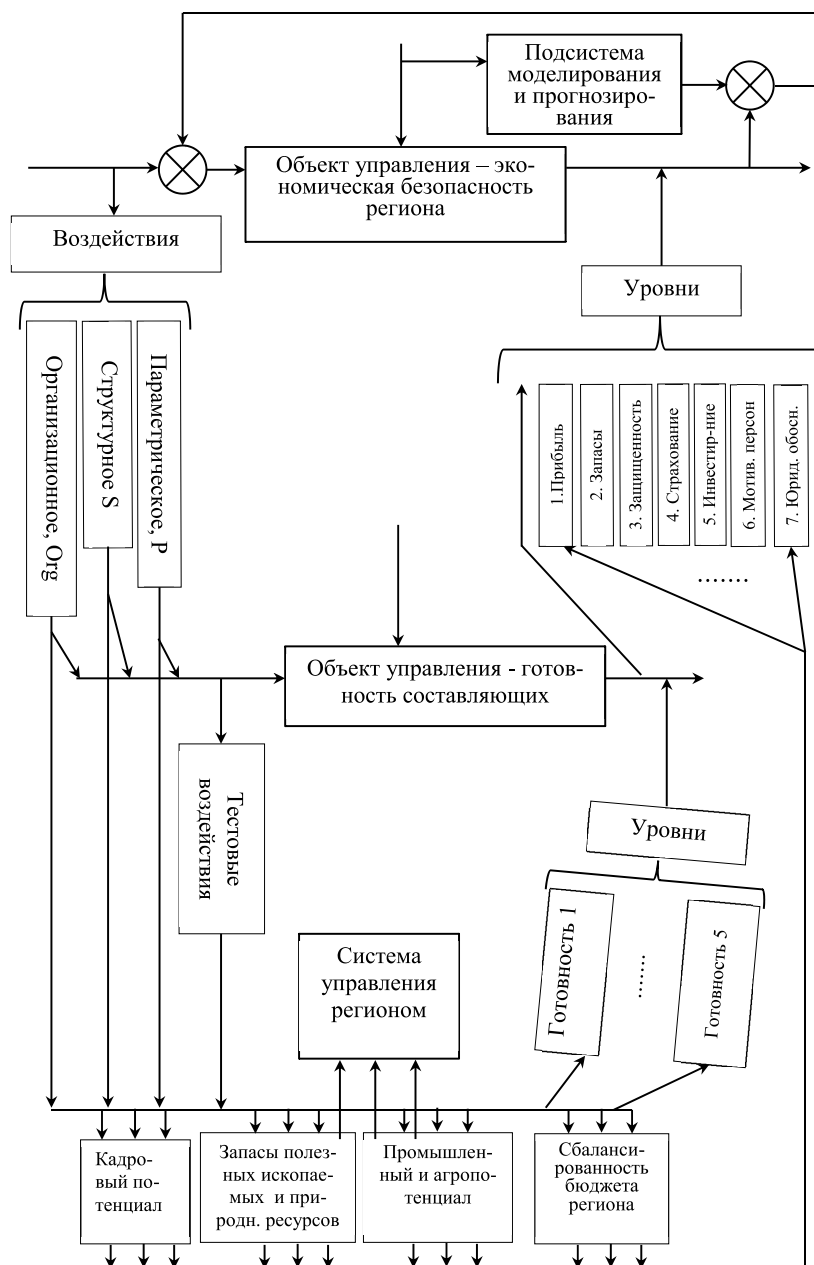 Подсистема
моделирования
и прогнозиро-
вания
Объект управления – эко-
номическая безопасность
региона
Воздействия
Уровни
Организационное, Org
Структурное S
Параметрическое, P
1.Прибыль
2. Запасы
3. Защищенность
4. Страхование
5. Инвестир-ние
6. Мотив. персон
7. Юрид. обосн.
........
Объект управления - готов-
ность составляющих
Тестовые
воздействия
Уровни
Готовность 1
........
Готовность 5
Система
управления
регионом
Кадро-
вый по-
тенциал
Запасы полез-
ных ископае-
мых и при-
родн. ресурсов
Промышлен-
ный и агропо-
тенциал
Сбаланси-
рованность
бюджета
региона